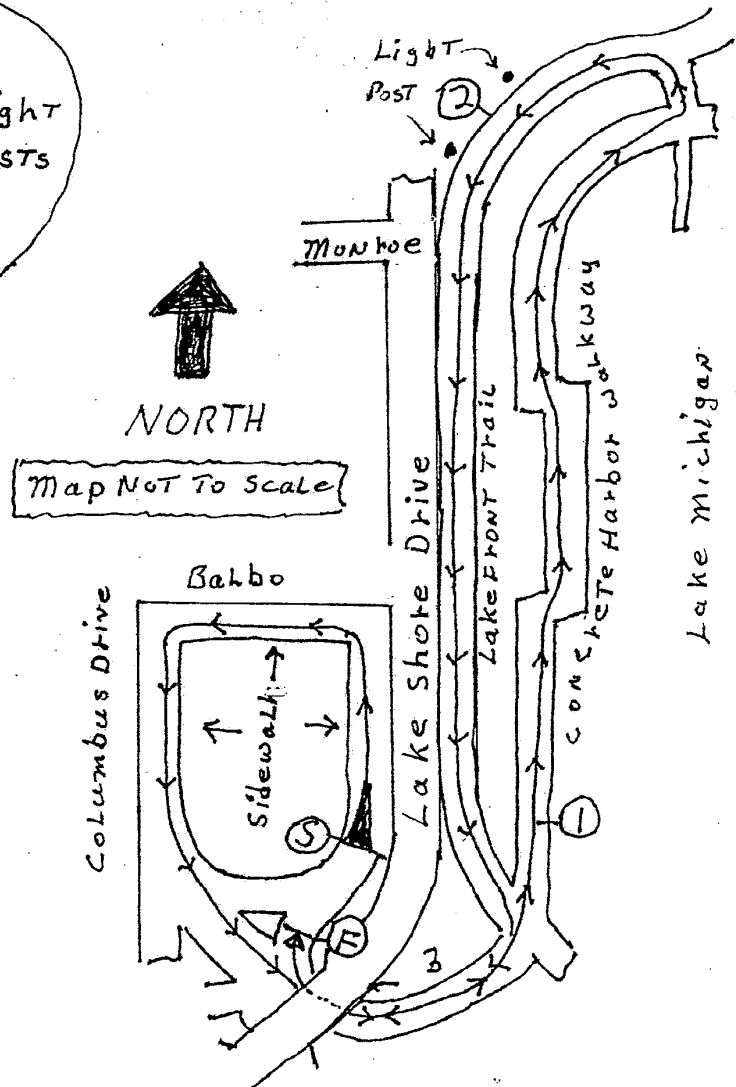 Light
Post
2
ght
sts
Monroe
NORTH
Map NOT To Scale
Balbo
Columbus Drive
Sidewalk
Lake Shore Drive
LakeFRONT Trail
CONCreTe Harbor walkway
Lake Michigan
S
1
F
3